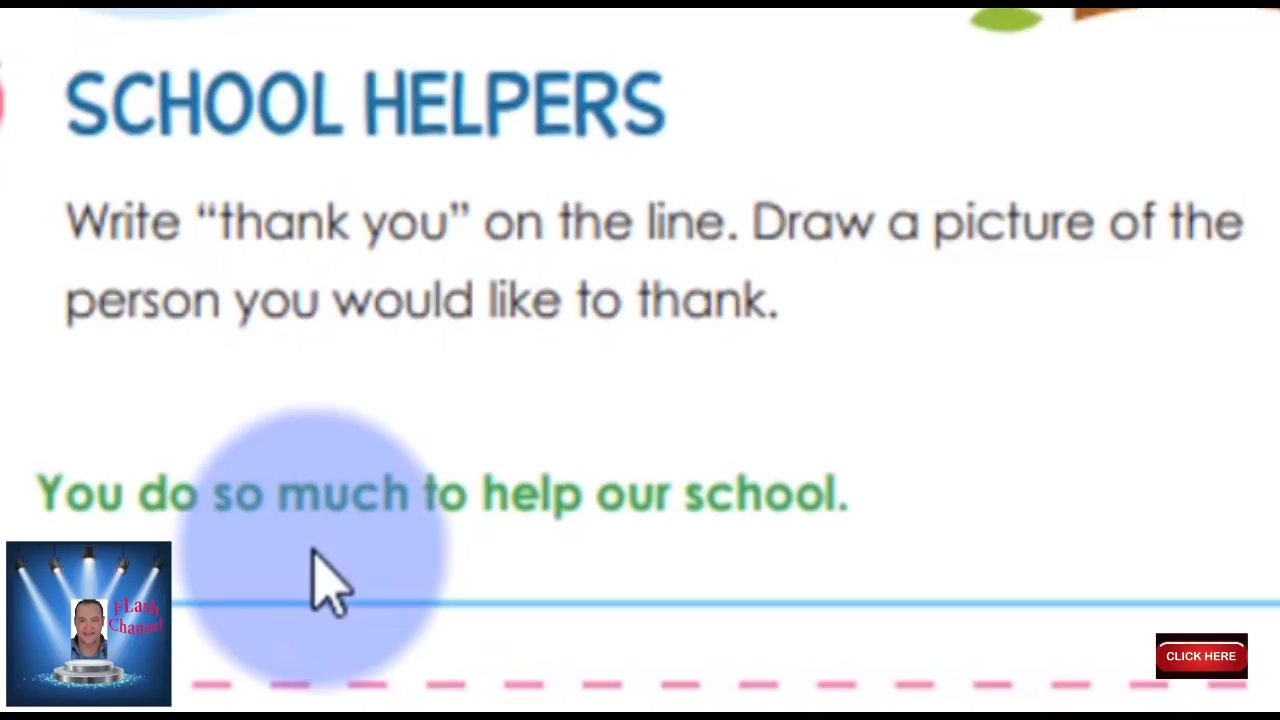 SCHOOL HELPERS
Write “thank you” on the line. Draw a picture of the
person you would like to thank.
You do so much to help our school.
FLash
Channel
CLICK HERE